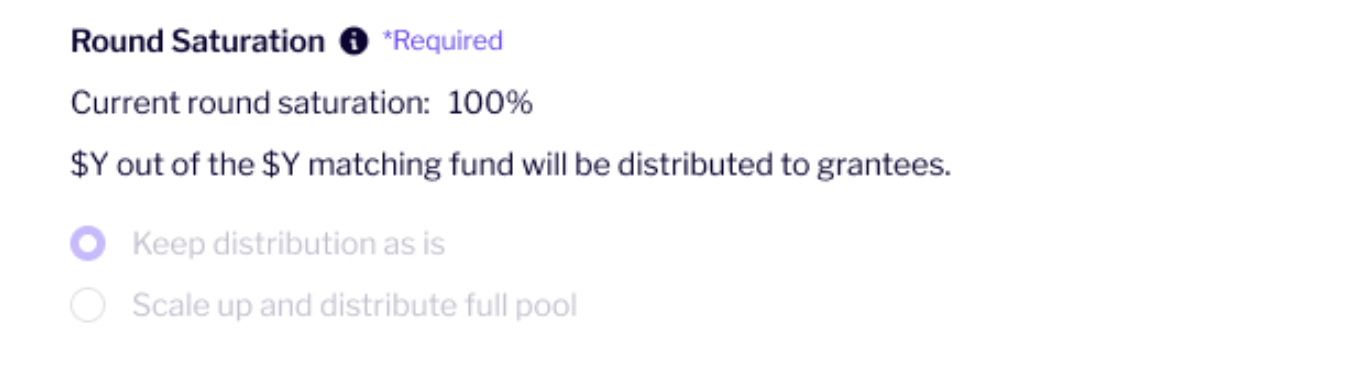 Round Saturation *Required
Current round saturation: 100%
$Y out of the $Y matching fund will be distributed to grantees.
Keep distribution as is
Scale up and distribute full pool